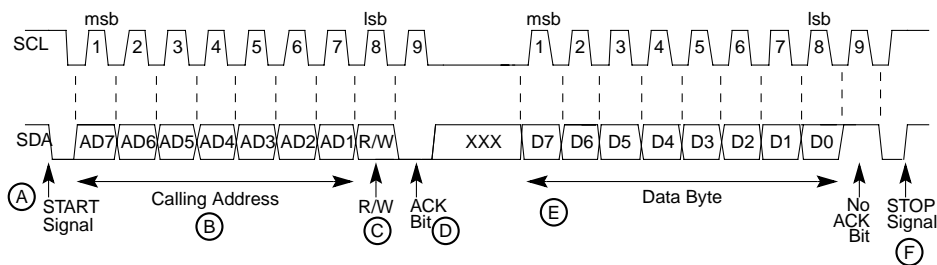 msb lsb msb lsb
SCL 1 2 3 4 5 6 7 8 9 1 2 3 4 5 6 7 8 9
SDA AD7 AD6 AD5 AD4 AD3 AD2 AD1 R/W XXX D7 D6 D5 D4 D3 D2 D1 D0
A START Signal
Calling Address
B
R/W
C
ACK
Bit D
E
Data Byte
No
ACK
Bit
STOP
Signal
F